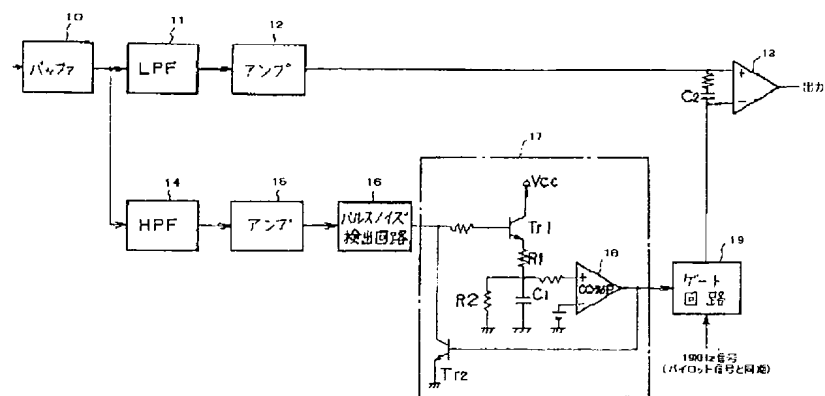 10
11
12
13
バッファ
LPF
アンプ
C2
出力
14
15
16
17
HPF
アンプ
パルスノイズ
検出回路
Vcc
Tr1
R1
R2
C1
18
COMP
Tr2
19
ゲート
回路
19KHz信号
(パイロット信号と同期)